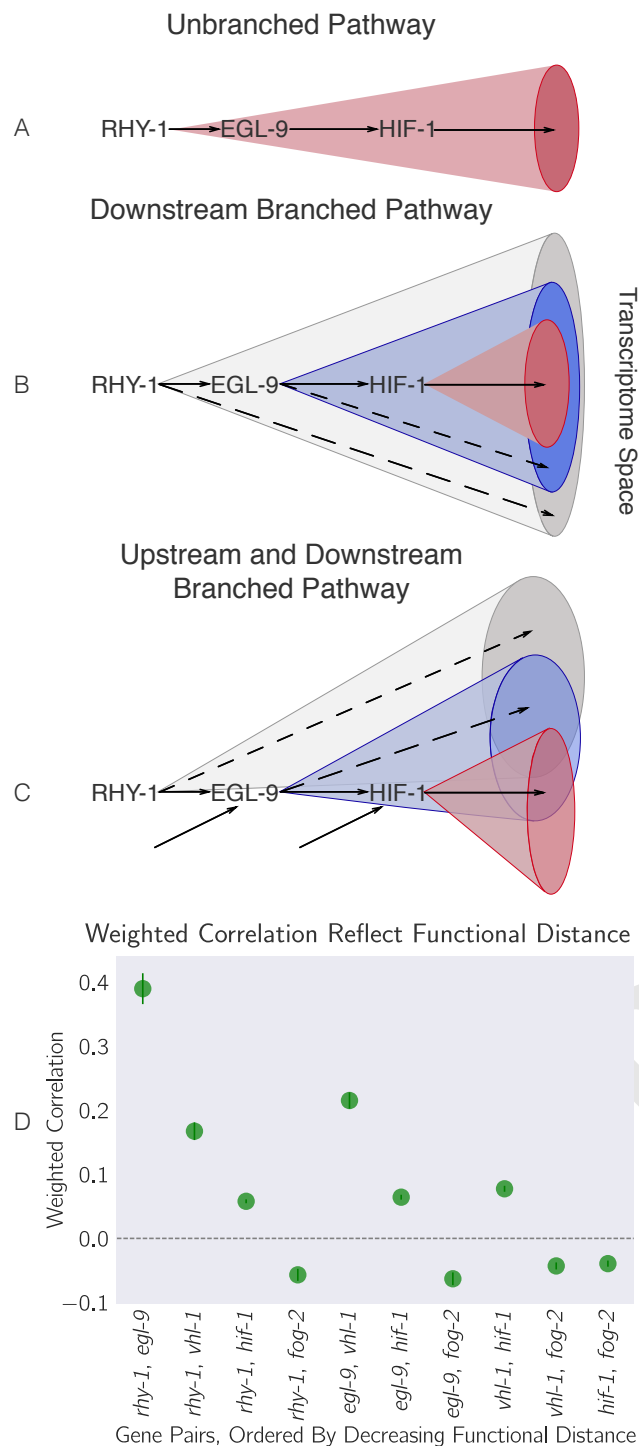 Unbranched Pathway
A
RHY-1 EGL-9 HIF-1
Downstream Branched Pathway
B
RHY-1 EGL-9 HIF-1
Transcriptome Space
Upstream and Downstream
Branched Pathway
C
RHY-1 EGL-9 HIF-1
Weighted Correlation Reflect Functional Distance
D
Weighted Correlation
0.4
0.3
0.2
0.1
0.0
−0.1
rhy-1, egl-9
rhy-1, vhl-1
rhy-1, hif-1
rhy-1, fog-2
egl-9, vhl-1
egl-9, hif-1
egl-9, fog-2
vhl-1, hif-1
vhl-1, fog-2
hif-1, fog-2
Gene Pairs, Ordered By Decreasing Functional Distance